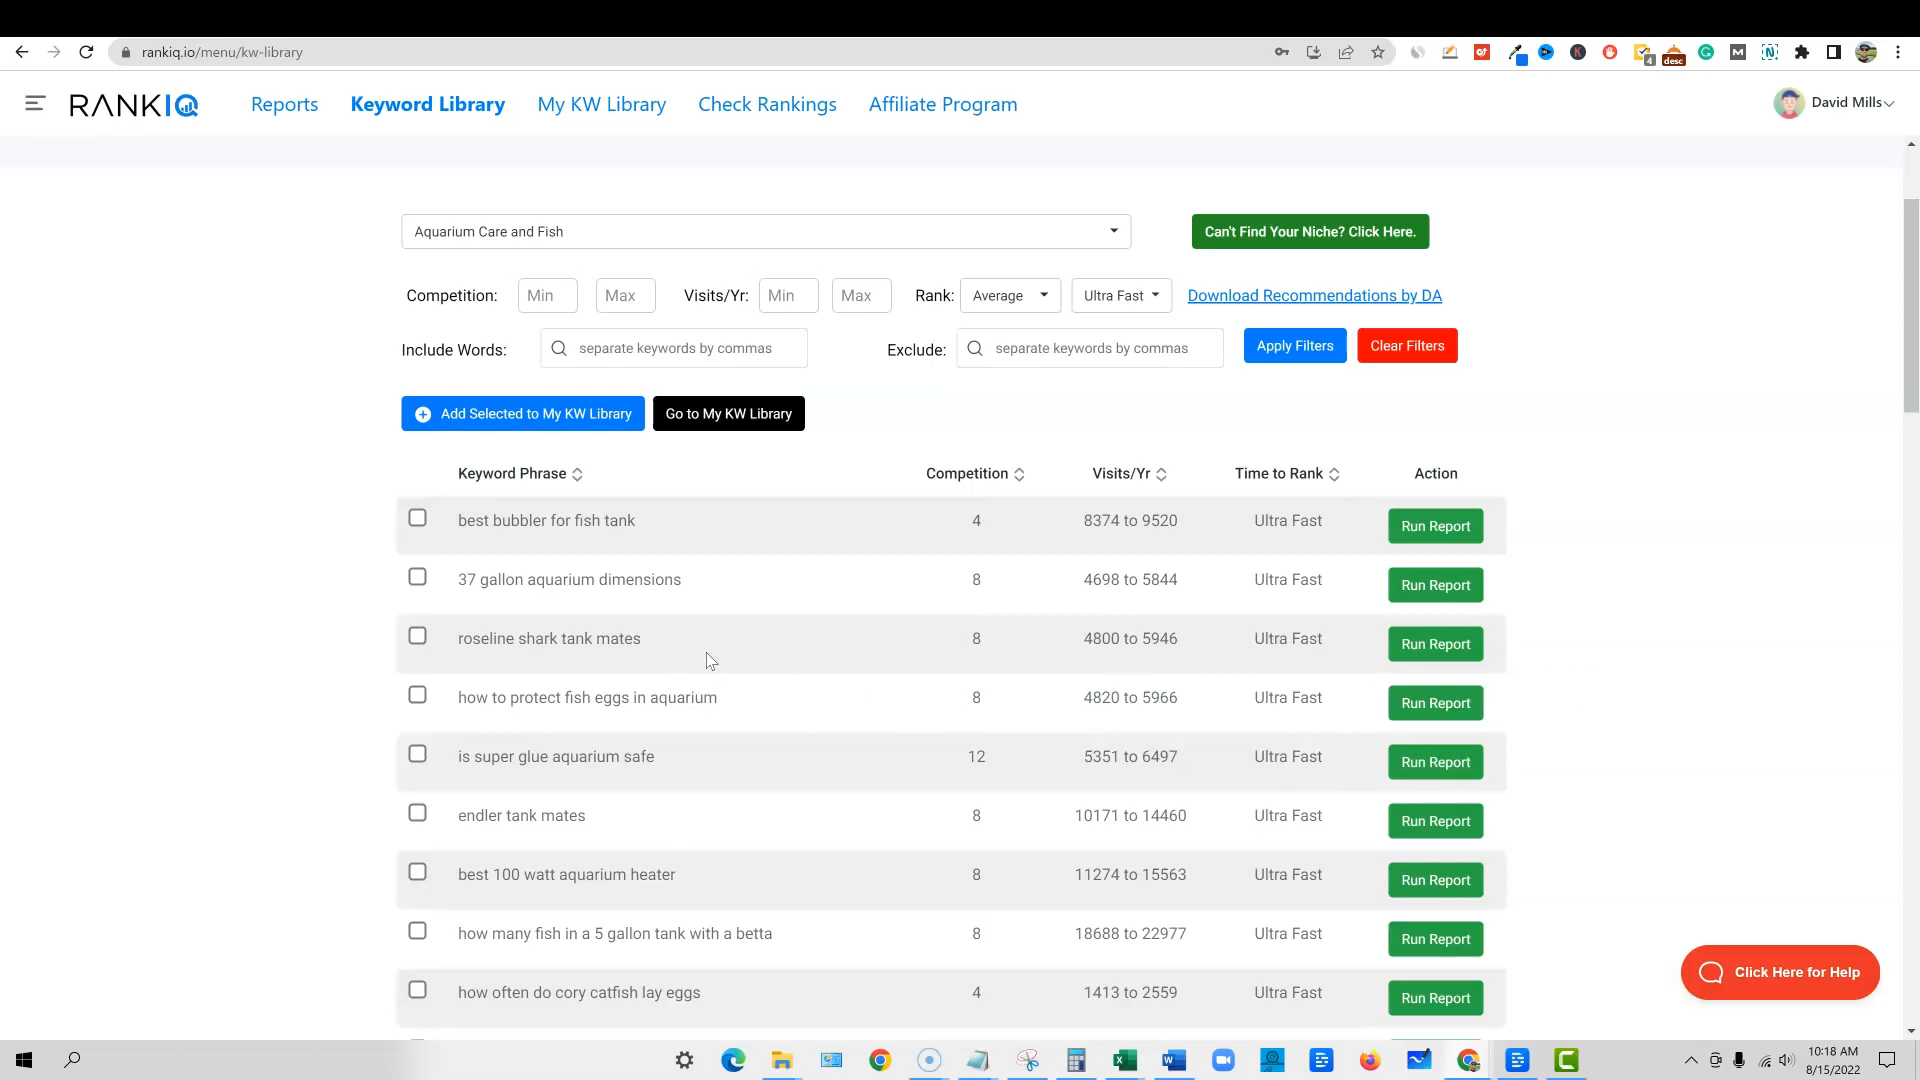 rankiq.io/menu/kw-library
4
desc
RANKIQ
Reports
Keyword Library
My KW Library
Check Rankings
Affiliate Program
David Mills
Aquarium Care and Fish
Can't Find Your Niche? Click Here.
Competition: Min Max Visits/Yr: Min Max Rank: Average Ultra Fast Download Recommendations by DA
Include Words: separate keywords by commas Exclude: separate keywords by commas Apply Filters Clear Filters
Add Selected to My KW Library Go to My KW Library
Keyword Phrase Competition Visits/Yr Time to Rank Action
best bubbler for fish tank 4 8374 to 9520 Ultra Fast Run Report
37 gallon aquarium dimensions 8 4698 to 5844 Ultra Fast Run Report
roseline shark tank mates 8 4800 to 5946 Ultra Fast Run Report
how to protect fish eggs in aquarium 8 4820 to 5966 Ultra Fast Run Report
is super glue aquarium safe 12 5351 to 6497 Ultra Fast Run Report
endler tank mates 8 10171 to 14460 Ultra Fast Run Report
best 100 watt aquarium heater 8 11274 to 15563 Ultra Fast Run Report
how many fish in a 5 gallon tank with a betta 8 18688 to 22977 Ultra Fast Run Report
how often do cory catfish lay eggs 4 1413 to 2559 Ultra Fast Run Report
Click Here for Help
10:18 AM
8/15/2022